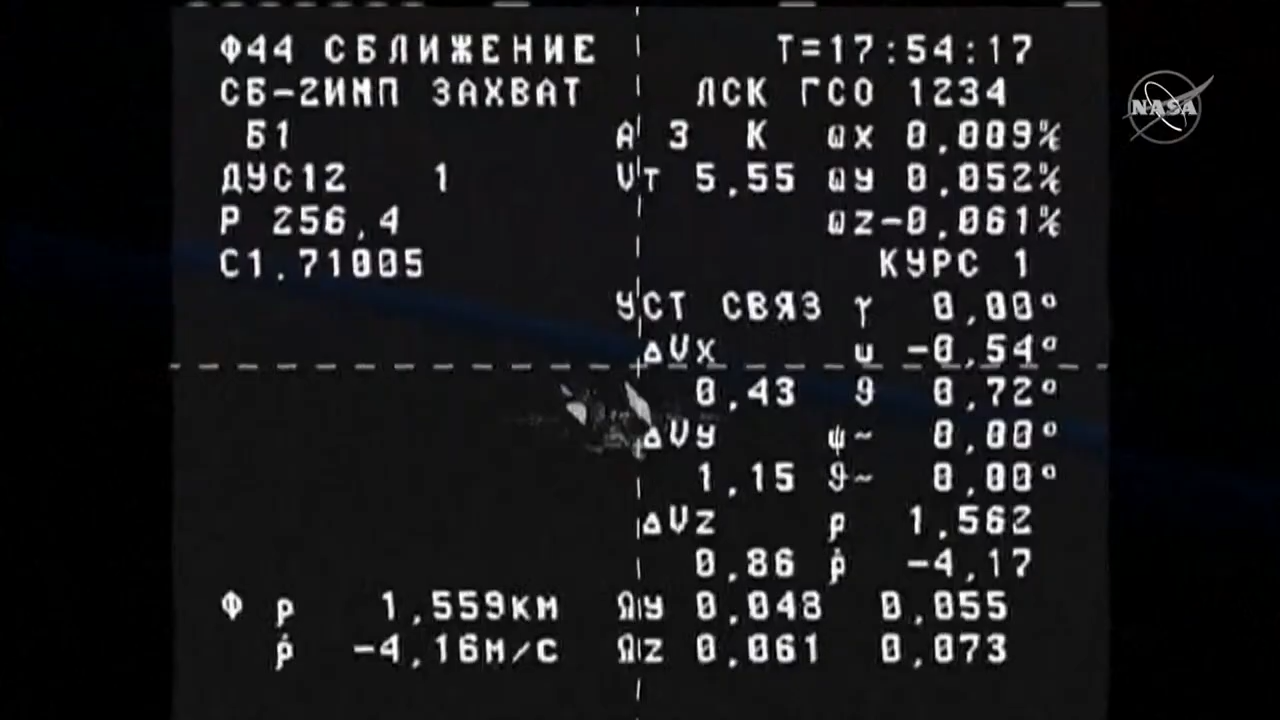 Ф44 СБЛИЖЕНИЕ Т=17:54:17
СБ-2ИМП ЗАХВАТ ЛСК ГСО 1234
NASA
Б1 А 3 К ωX 0,009%
ДУС12 1 VТ 5,55 ωУ 0,052%
Р 256,4 ωZ-0,061%
С1,71005 КУРС 1
УСТ СВЯЗ γ 0,00°
ΔVX u -0,54°
0,43 ϑ 0,72°
ΔVУ ψ~ 0,00°
1,15 ϑ~ 0,00°
ΔVZ ρ 1,562
0,86 ρ̇ -4,17
Ф ρ 1,559КМ ΩУ 0,048 0,055
ρ̇ -4,16М/С ΩZ 0,061 0,073